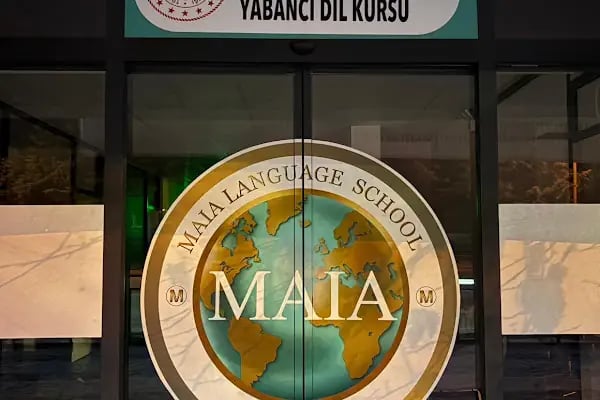 YABANCI DİL KURSU
MAIA LANGUAGE SCHOOL
M
MAIA
M